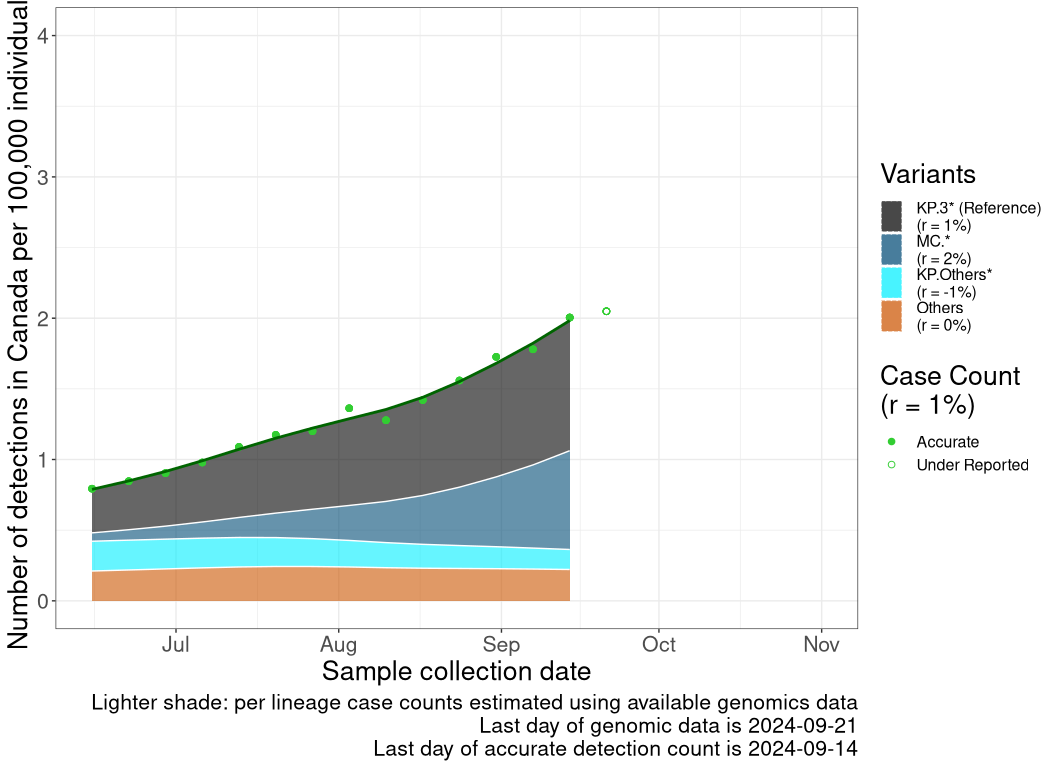 Number of detections in Canada per 100,000 individual
4
3
2
1
0
Jul
Aug
Sep
Oct
Nov
Sample collection date
Lighter shade: per lineage case counts estimated using available genomics data
Last day of genomic data is 2024-09-21
Last day of accurate detection count is 2024-09-14
Variants
KP.3* (Reference)
(r = 1%)
MC.*
(r = 2%)
KP.Others*
(r = -1%)
Others
(r = 0%)
Case Count
(r = 1%)
Accurate
Under Reported